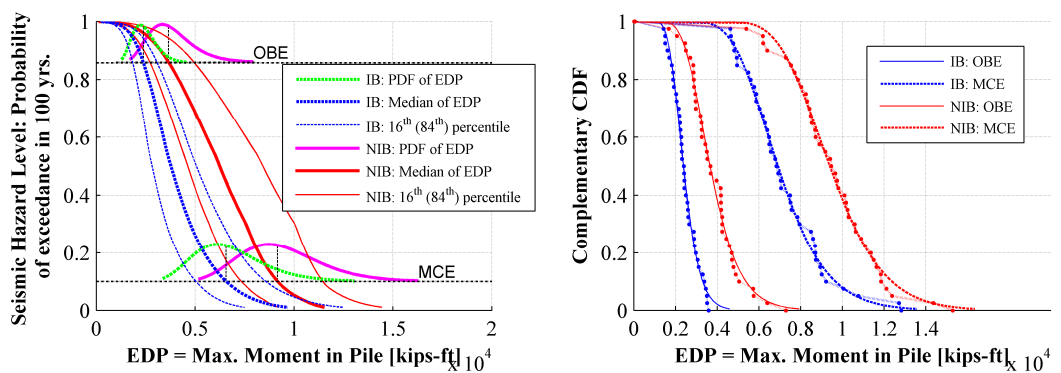 Seismic Hazard Level: Probability
of exceedance in 100 yrs.
1
0.8
0.6
0.4
0.2
0
0
0.5
1
1.5
2
x 10^4
EDP = Max. Moment in Pile [kips-ft]
OBE
MCE
IB: PDF of EDP
IB: Median of EDP
IB: 16th (84th) percentile
NIB: PDF of EDP
NIB: Median of EDP
NIB: 16th (84th) percentile
Complementary CDF
1
0.8
0.6
0.4
0.2
0
0
0.2
0.4
0.6
0.8
1
1.2
1.4
x 10^4
EDP = Max. Moment in Pile [kips-ft]
IB: OBE
IB: MCE
NIB: OBE
NIB: MCE